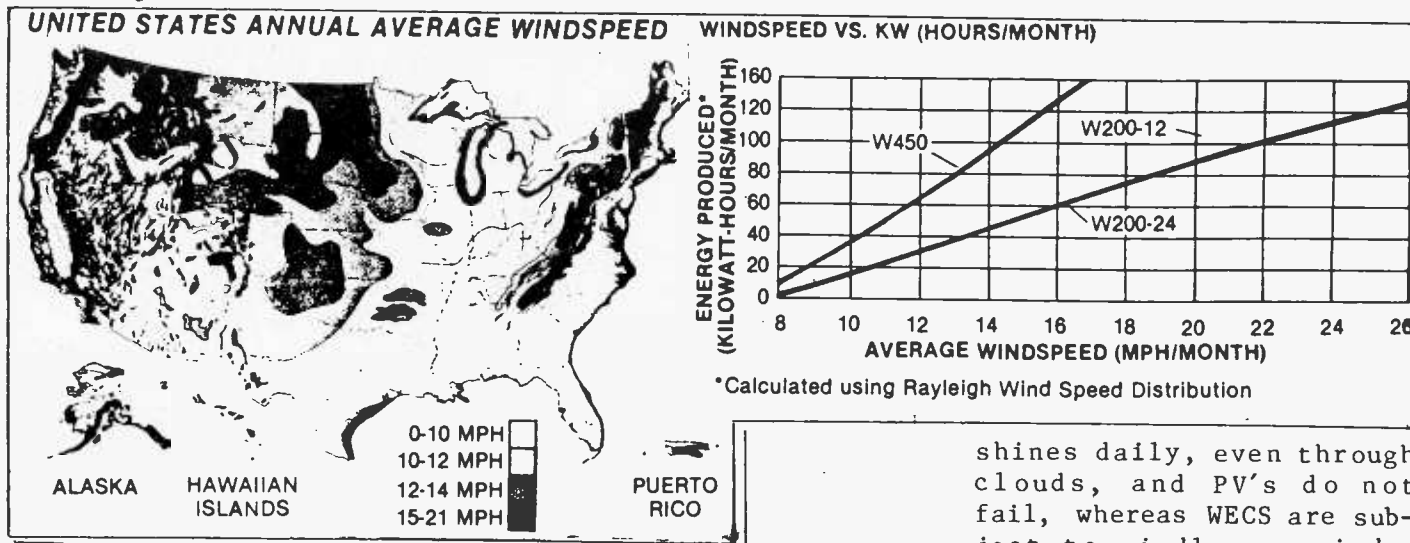 UNITED STATES ANNUAL AVERAGE WINDSPEED
0-10 MPH
10-12 MPH
12-14 MPH
15-21 MPH
ALASKA
HAWAIIAN
ISLANDS
PUERTO
RICO
WINDSPEED VS. KW (HOURS/MONTH)
ENERGY PRODUCED*
(KILOWATT-HOURS/MONTH)
160
120
100
80
60
40
20
0
W450
W200-12
W200-24
8 10 12 14 16 18 20 22 24 26
AVERAGE WINDSPEED (MPH/MONTH)
*Calculated using Rayleigh Wind Speed Distribution
shines daily, even through
clouds, and PV's do not
fail, whereas WECS are sub-